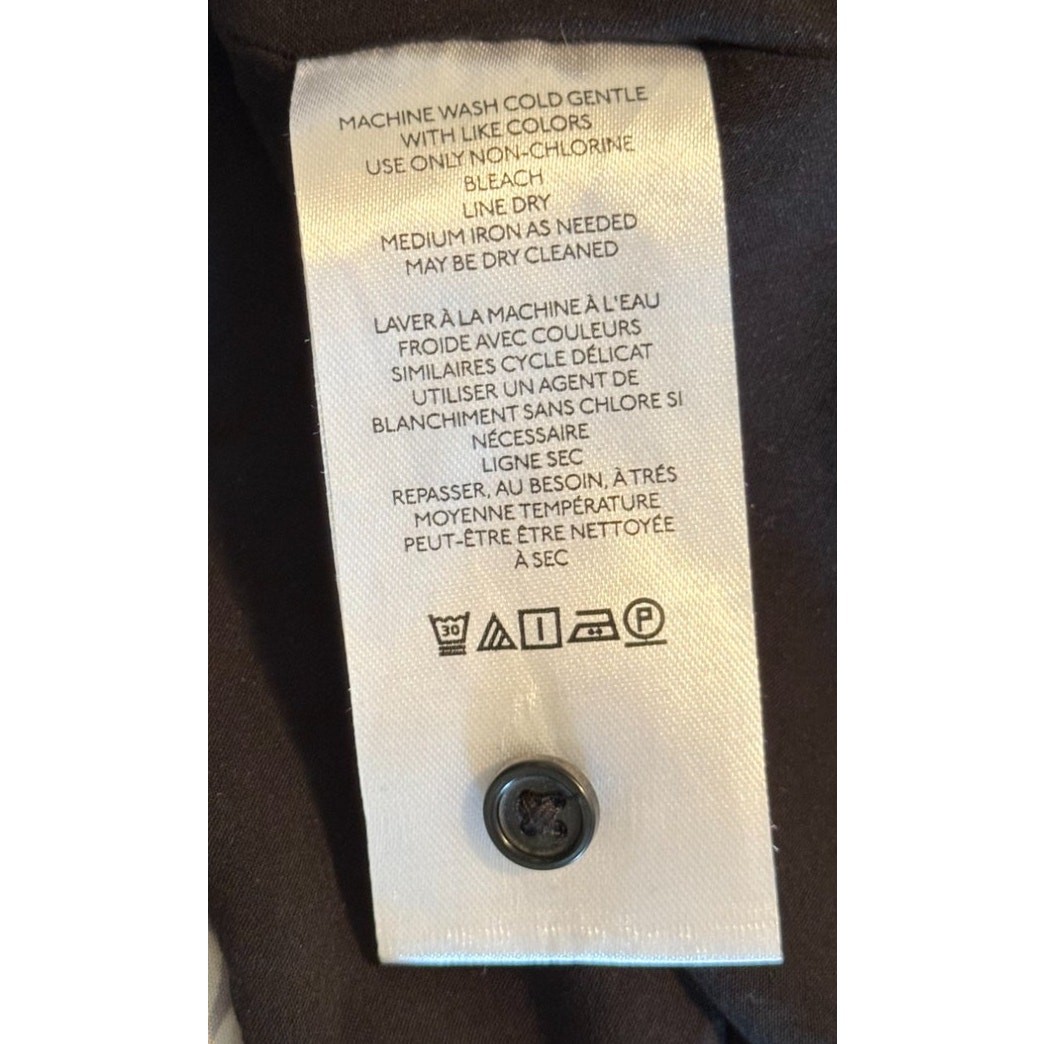 MACHINE WASH COLD GENTLE
WITH LIKE COLORS
USE ONLY NON-CHLORINE
BLEACH
LINE DRY
MEDIUM IRON AS NEEDED
MAY BE DRY CLEANED
LAVER À LA MACHINE À L'EAU
FROIDE AVEC COULEURS
SIMILAIRES CYCLE DÉLICAT
UTILISER UN AGENT DE
BLANCHIMENT SANS CHLORE SI
NÉCESSAIRE
LIGNE SEC
REPASSER, AU BESOIN, À TRÉS
MOYENNE TEMPÉRATURE
PEUT-ÊTRE ÊTRE NETTOYÉE
À SEC
30 P